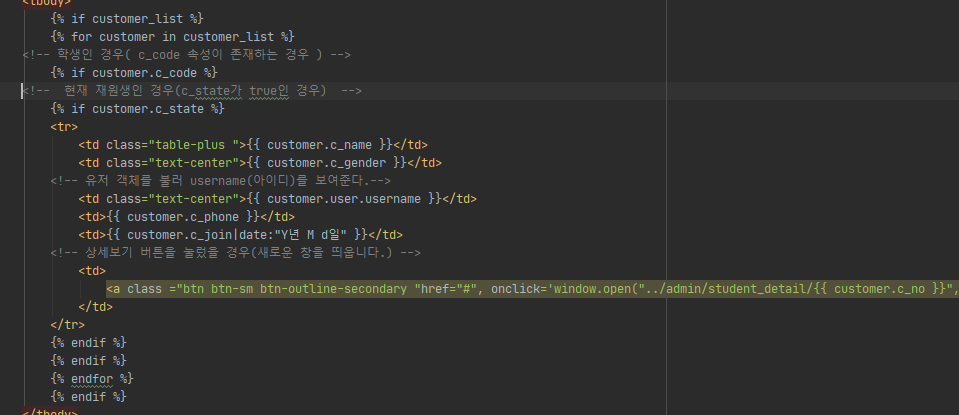 <tbody>
{% if customer_list %}
{% for customer in customer_list %}
<!-- 학생인 경우( c_code 속성이 존재하는 경우 ) -->
{% if customer.c_code %}
<!--  현재 재원생인 경우(c_state가 true인 경우)  -->
{% if customer.c_state %}
<tr>
<td class="table-plus ">{{ customer.c_name }}</td>
<td class="text-center">{{ customer.c_gender }}</td>
<!-- 유저 객체를 불러 username(아이디)를 보여준다.-->
<td class="text-center">{{ customer.user.username }}</td>
<td>{{ customer.c_phone }}</td>
<td>{{ customer.c_join|date:"Y년 M d일" }}</td>
<!-- 상세보기 버튼을 눌렀을 경우(새로운 창을 띄웁니다.) -->
<td>
<a class ="btn btn-sm btn-outline-secondary "href="#", onclick='window.open("../admin/student_detail/{{ customer.c_no }}",
</td>
</tr>
{% endif %}
{% endif %}
{% endfor %}
{% endif %}
</tbody>